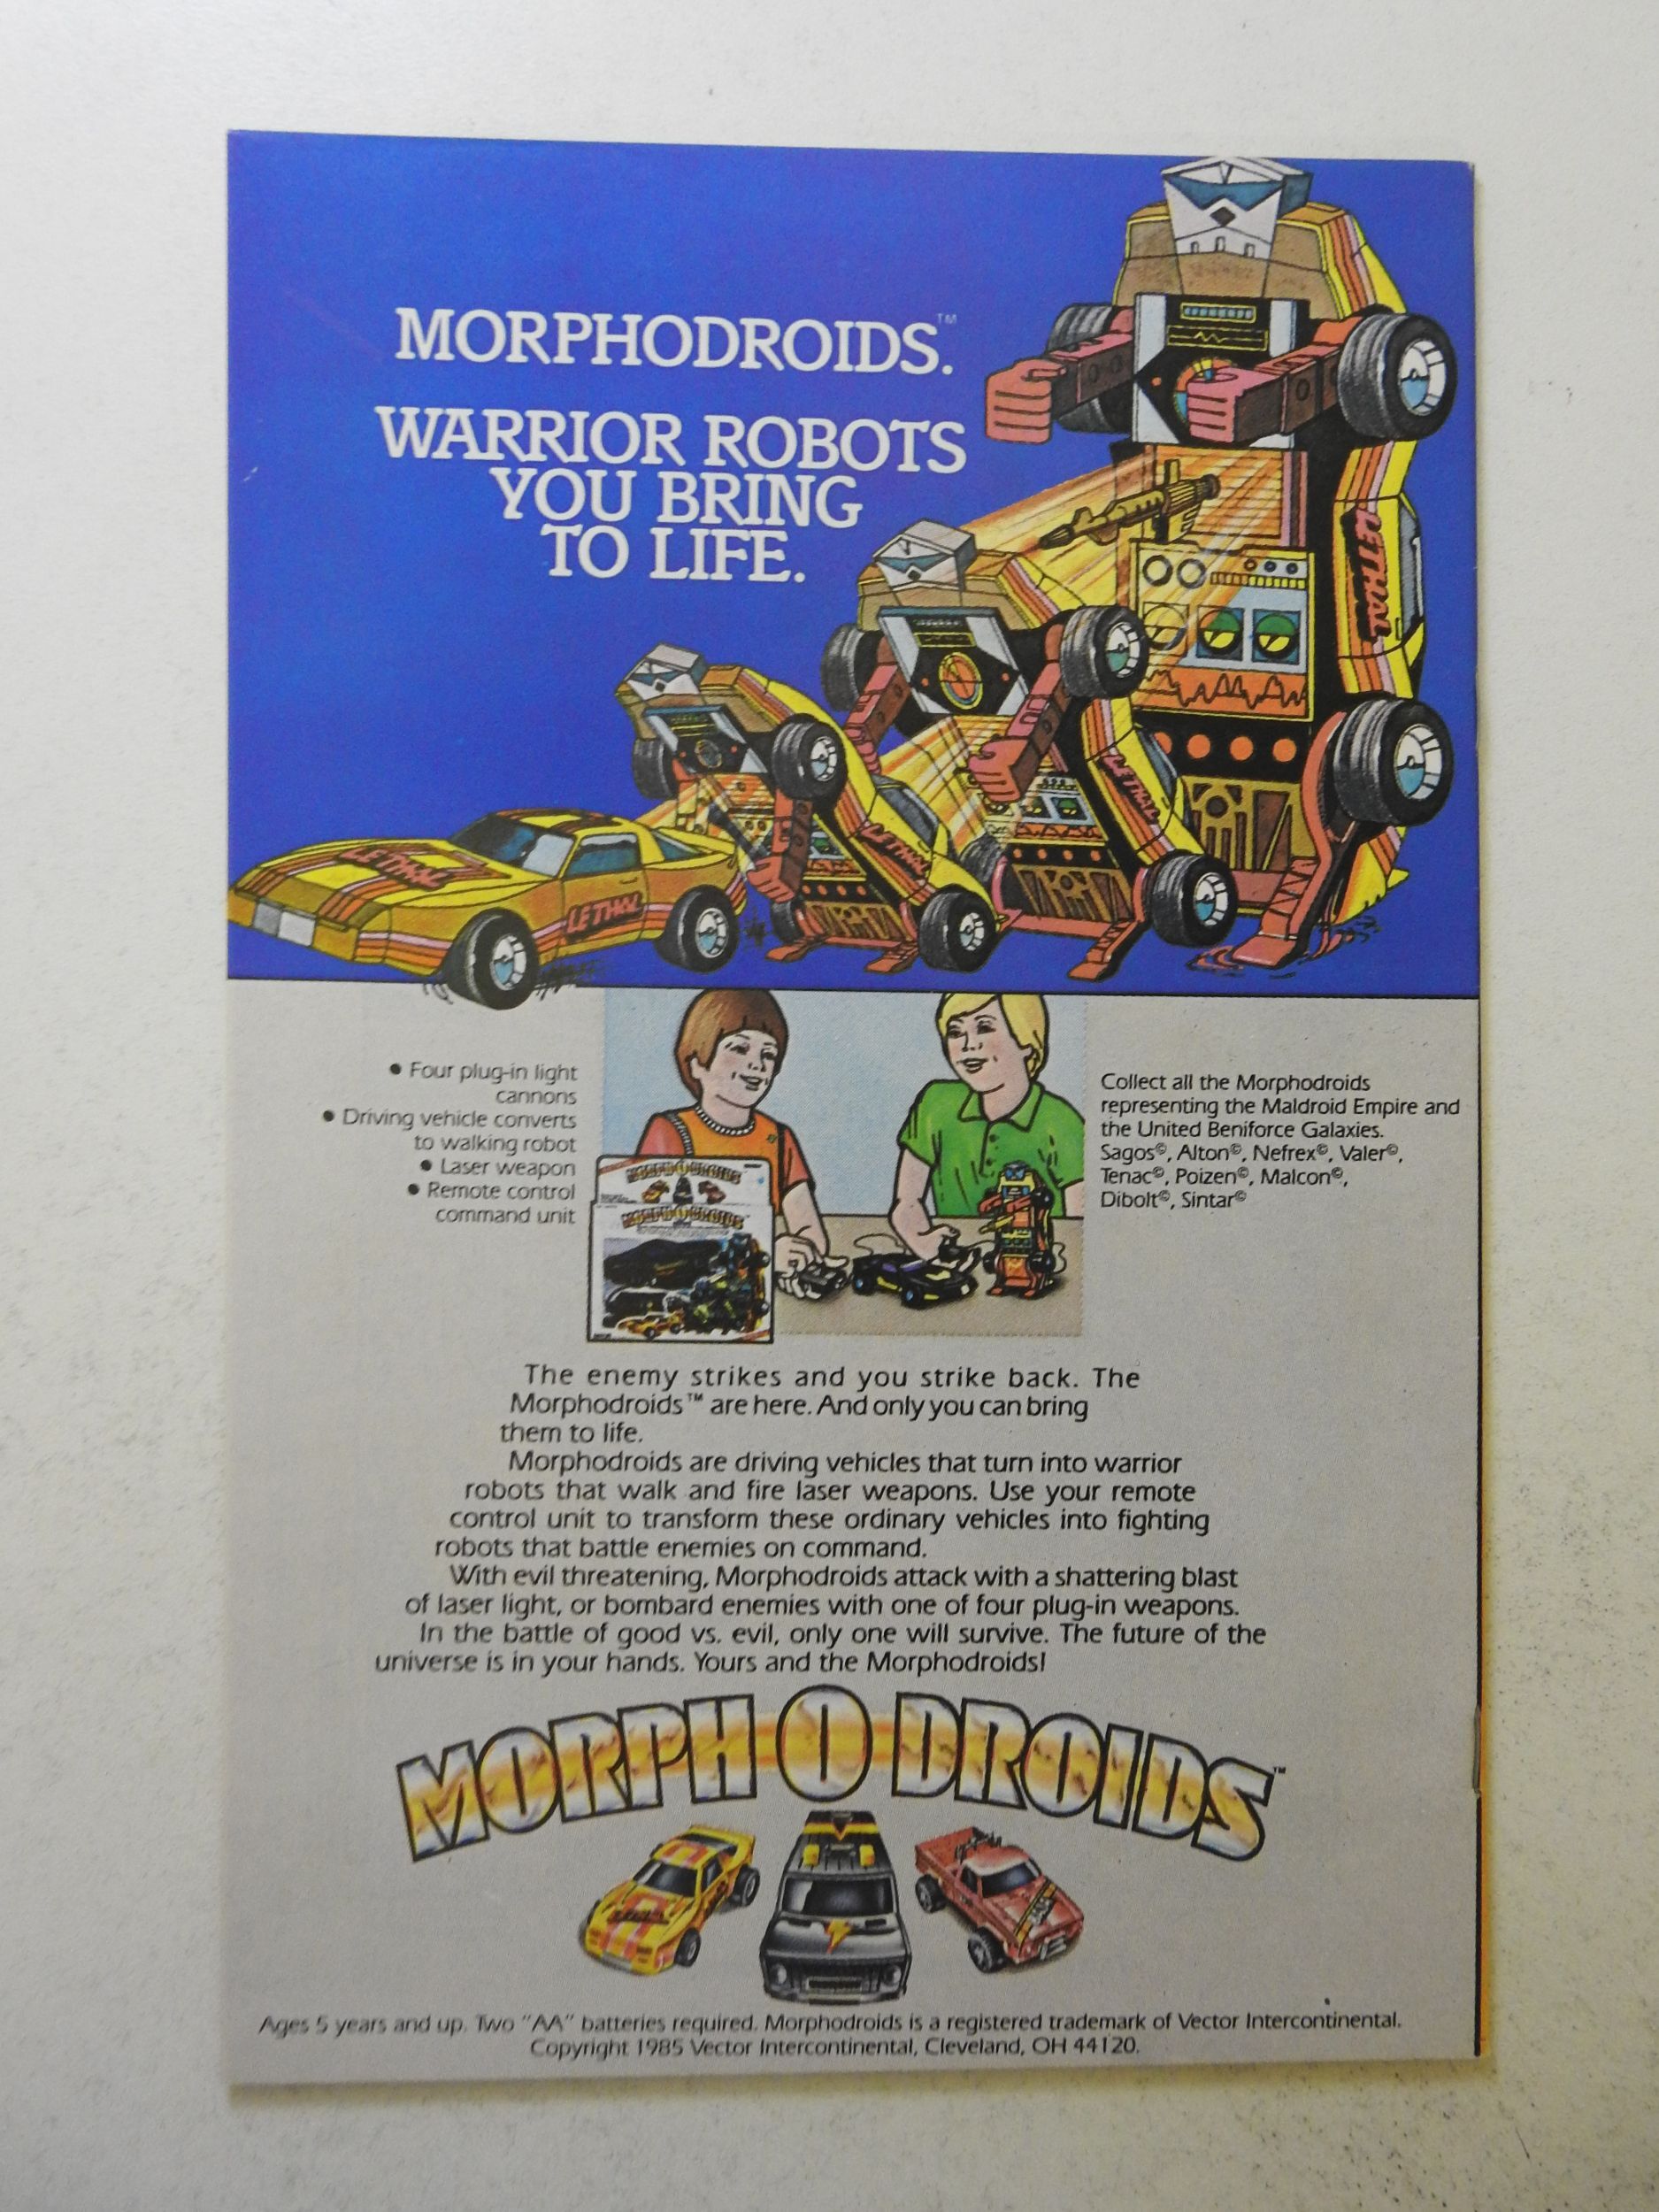 MORPHODROIDS.™
WARRIOR ROBOTS
YOU BRING
TO LIFE.
LETHAL
LETHAL
LETHAL
LETHAL
LETHAL
• Four plug-in light
cannons
• Driving vehicle converts
to walking robot
• Laser weapon
• Remote control
command unit
MORPH O DROIDS
MORPH O DROIDS
Collect all the Morphodroids
representing the Maldroid Empire and
the United Beniforce Galaxies.
Sagos©, Alton©, Nefrex©, Valer©,
Tenac©, Poizen©, Malcon©,
Dibolt©, Sintar©
The enemy strikes and you strike back. The
Morphodroids™ are here. And only you can bring
them to life.
Morphodroids are driving vehicles that turn into warrior
robots that walk and fire laser weapons. Use your remote
control unit to transform these ordinary vehicles into fighting
robots that battle enemies on command.
With evil threatening, Morphodroids attack with a shattering blast
of laser light, or bombard enemies with one of four plug-in weapons.
In the battle of good vs. evil, only one will survive. The future of the
universe is in your hands. Yours and the Morphodroids!
MORPH O DROIDS™
Ages 5 years and up. Two "AA" batteries required. Morphodroids is a registered trademark of Vector Intercontinental.
Copyright 1985 Vector Intercontinental, Cleveland, OH 44120.